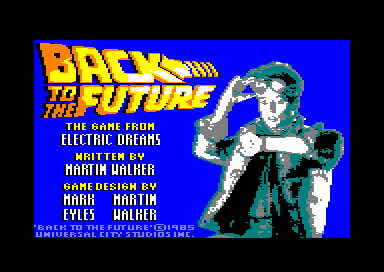 BACK
TO
THE FUTURE
THE GAME FROM
ELECTRIC DREAMS
WRITTEN BY
MARTIN WALKER
GAME DESIGN BY
MARK MARTIN
EYLES WALKER
'BACK TO THE FUTURE'©1985
UNIVERSAL CITY STUDIOS INC.